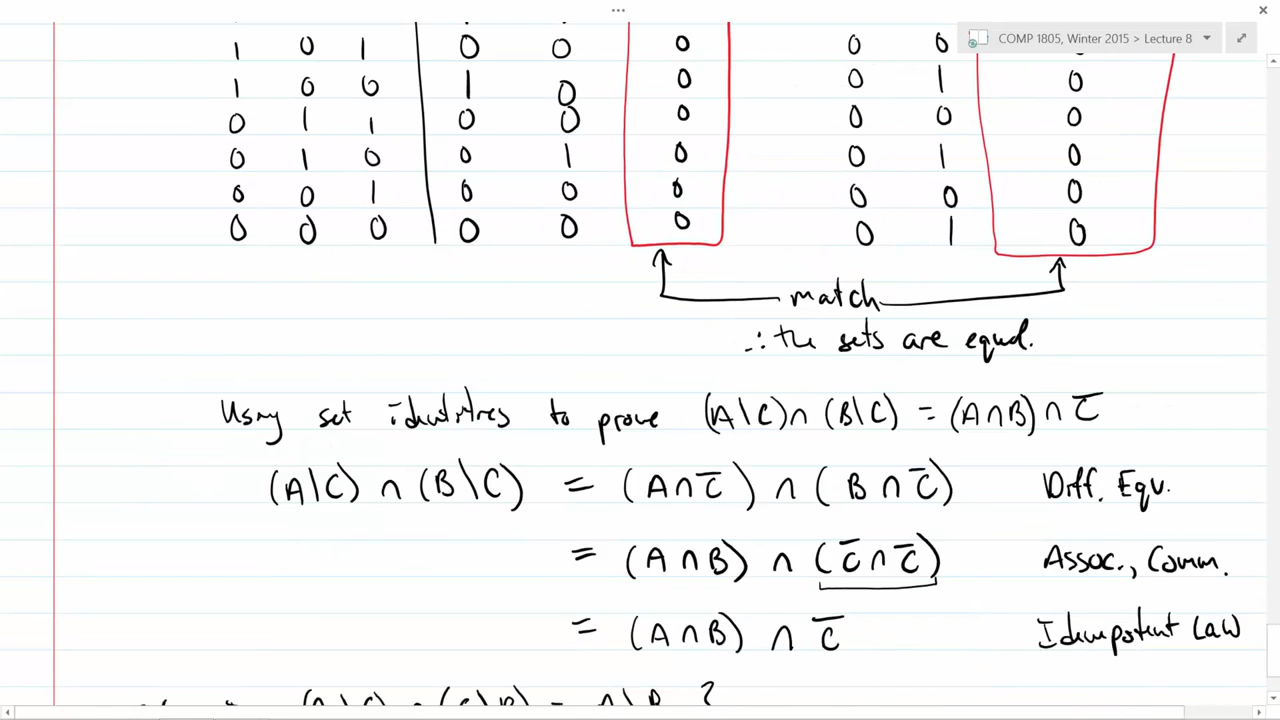 COMP 1805, Winter 2015 > Lecture 8
1 0 1 0 0 0 0 0
1 0 0 1 0 0 0 1 0
0 1 1 0 0 0 0 0 0
0 1 0 0 1 0 0 1 0
0 0 1 0 0 0 0 0 0
0 0 0 0 0 0 0 1 0
match
∴ the sets are equal.
Using set identities to prove (A\C)∩(B\C) = (A∩B)∩C̅
(A\C) ∩ (B\C) = (A∩C̅) ∩ (B∩C̅) Diff. Equ.
= (A∩B) ∩ (C̅∩C̅) Assoc., Comm.
= (A∩B) ∩ C̅ Idempotent Law